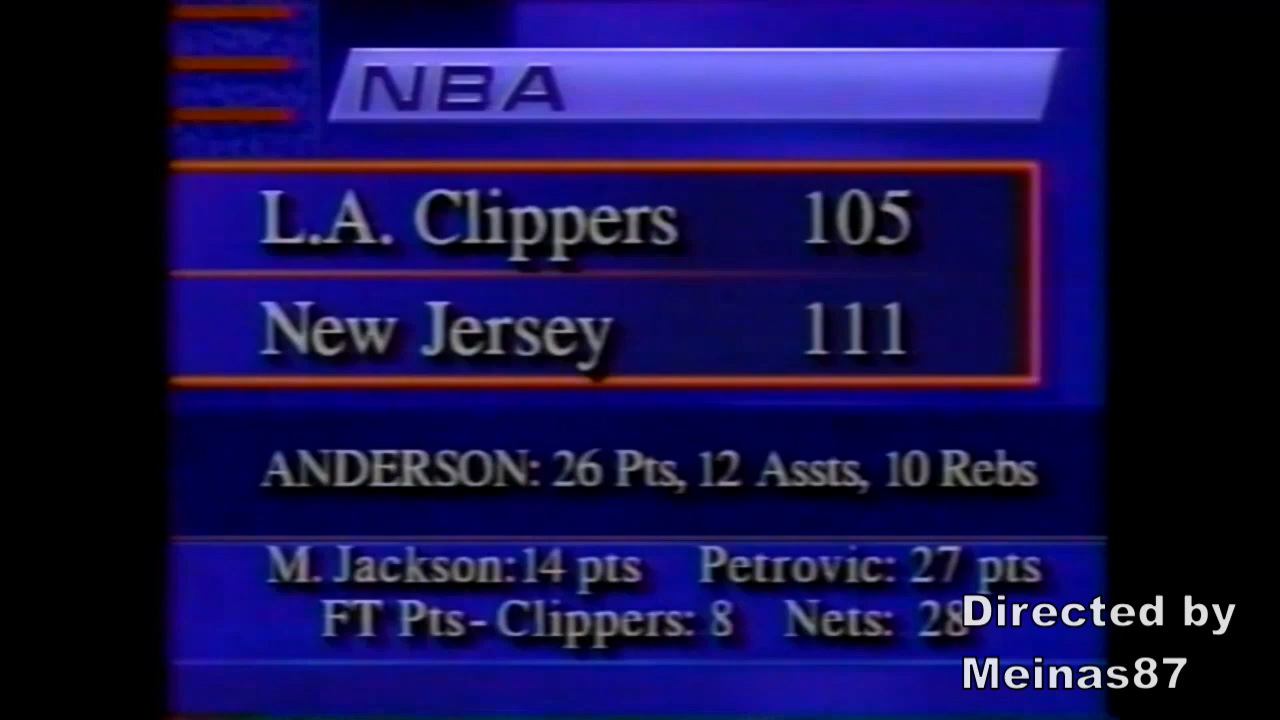 NBA
L.A. Clippers 105
New Jersey 111
ANDERSON: 26 Pts, 12 Assts, 10 Rebs
M. Jackson: 14 pts Petrovic: 27 pts
FT Pts- Clippers: 8 Nets: 28
Directed by
Meinas87